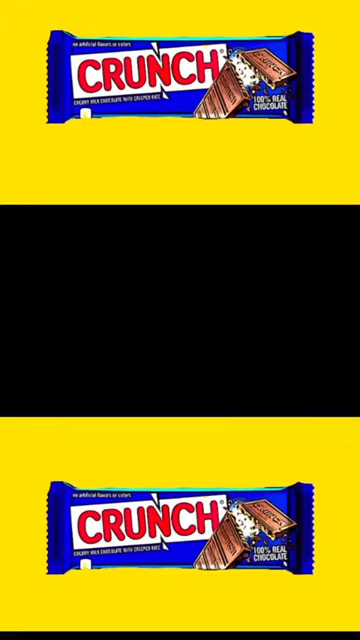 no artificial flavors or colors
CRUNCH
CREAMY MILK CHOCOLATE WITH CRISPED RICE
100% REAL
CHOCOLATE
no artificial flavors or colors
CRUNCH
CREAMY MILK CHOCOLATE WITH CRISPED RICE
100% REAL
CHOCOLATE